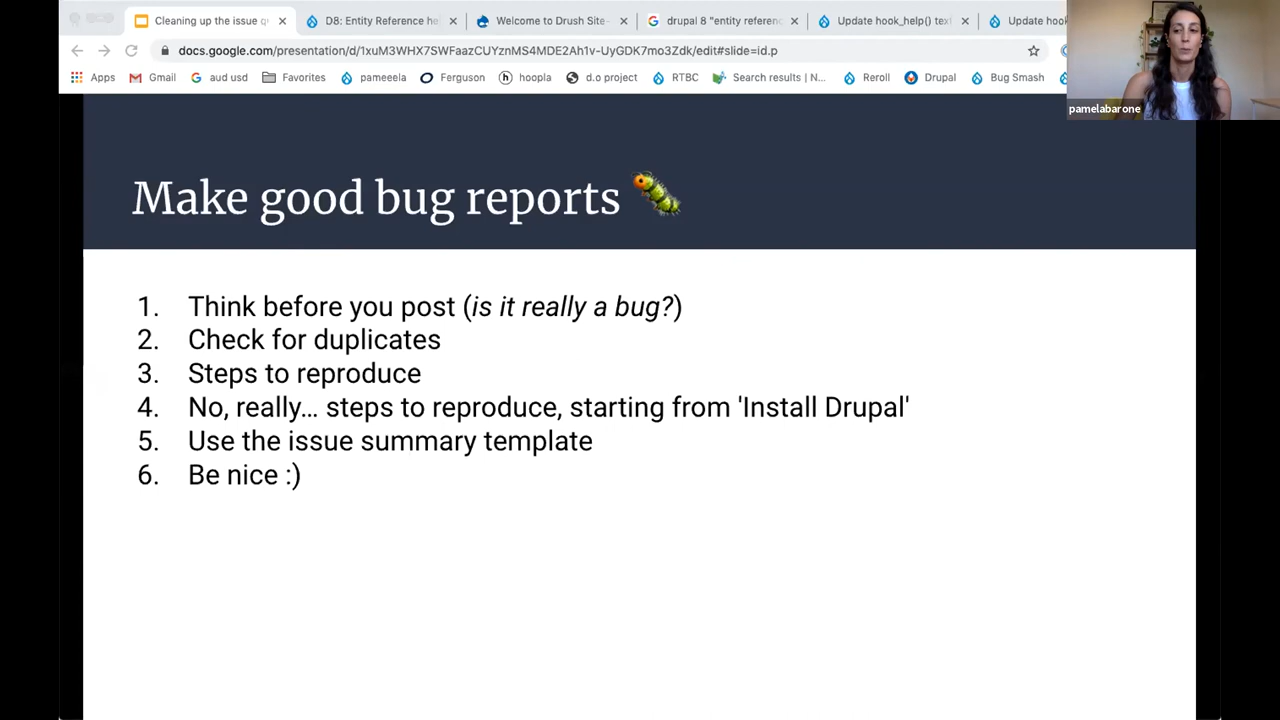 Cleaning up the issue q
D8: Entity Reference he
Welcome to Drush Site-
drupal 8 "entity referenc
Update hook_help() text
Update hook
docs.google.com/presentation/d/1xuM3WHX7SWFaazCUYznMS4MDE2Ah1v-UyGDK7mo3Zdk/edit#slide=id.p
Apps
Gmail
aud usd
Favorites
pameeela
Ferguson
hoopla
d.o project
RTBC
Search results | N...
Reroll
Drupal
Bug Smash
pamelabarone
Make good bug reports
1. Think before you post (is it really a bug?)
2. Check for duplicates
3. Steps to reproduce
4. No, really… steps to reproduce, starting from 'Install Drupal'
5. Use the issue summary template
6. Be nice :)